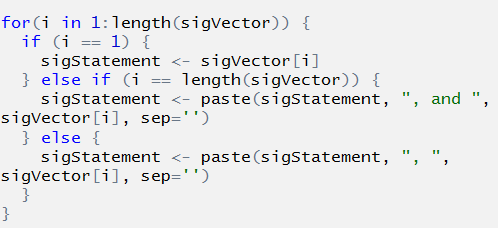 for(i in 1:length(sigVector)) {
  if (i == 1) {
    sigStatement <- sigVector[i]
  } else if (i == length(sigVector)) {
    sigStatement <- paste(sigStatement, ", and ",
sigVector[i], sep='')
  } else {
    sigStatement <- paste(sigStatement, ", ",
sigVector[i], sep='')
  }
}